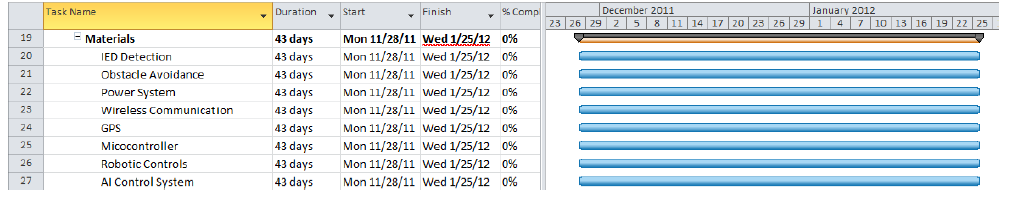 Task Name Duration Start Finish % Compl December 2011 January 2012
23 26 29 2 5 8 11 14 17 20 23 26 29 1 4 7 10 13 16 19 22 25
19 Materials 43 days Mon 11/28/11 Wed 1/25/12 0%
20 IED Detection 43 days Mon 11/28/11 Wed 1/25/12 0%
21 Obstacle Avoidance 43 days Mon 11/28/11 Wed 1/25/12 0%
22 Power System 43 days Mon 11/28/11 Wed 1/25/12 0%
23 Wireless Communication 43 days Mon 11/28/11 Wed 1/25/12 0%
24 GPS 43 days Mon 11/28/11 Wed 1/25/12 0%
25 Micocontroller 43 days Mon 11/28/11 Wed 1/25/12 0%
26 Robotic Controls 43 days Mon 11/28/11 Wed 1/25/12 0%
27 AI Control System 43 days Mon 11/28/11 Wed 1/25/12 0%